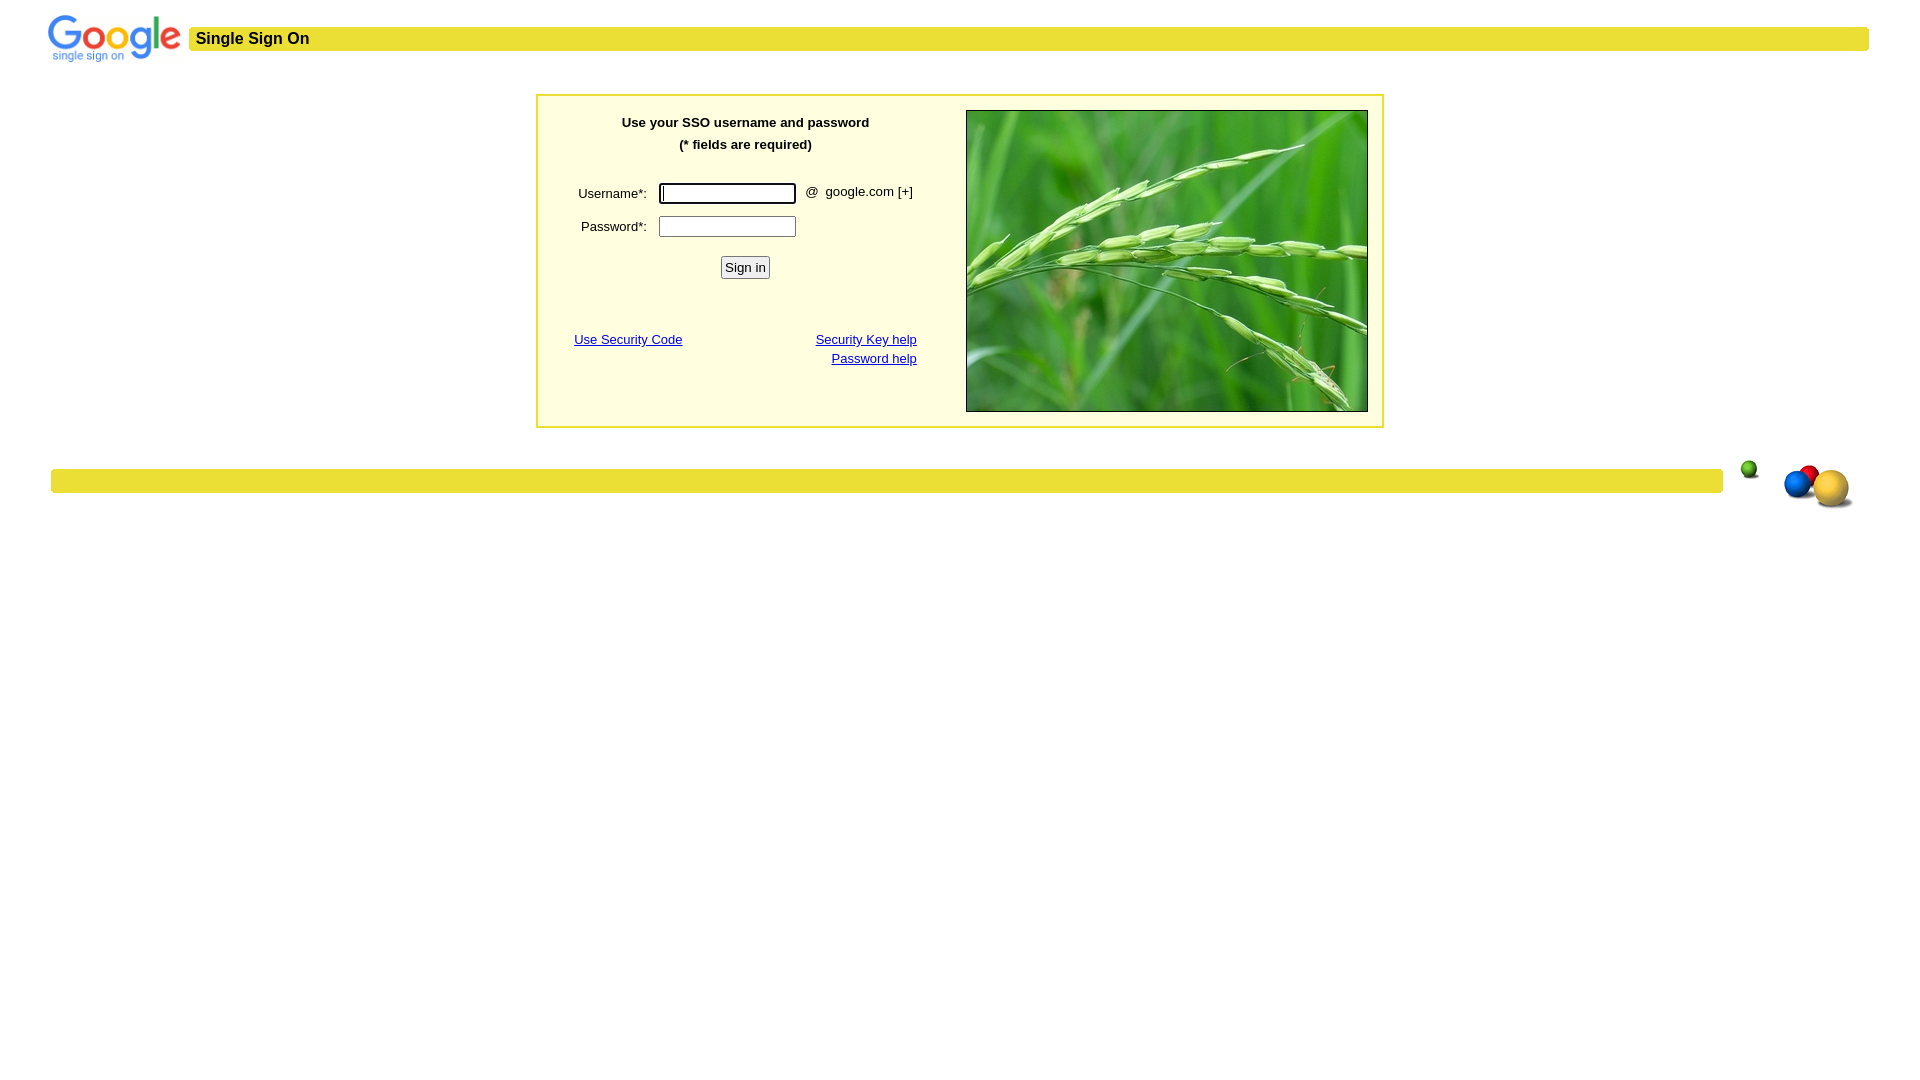 Google
single sign on
Single Sign On
Use your SSO username and password
(* fields are required)
Username*:
@ google.com [+]
Password*:
Sign in
Use Security Code
Security Key help
Password help